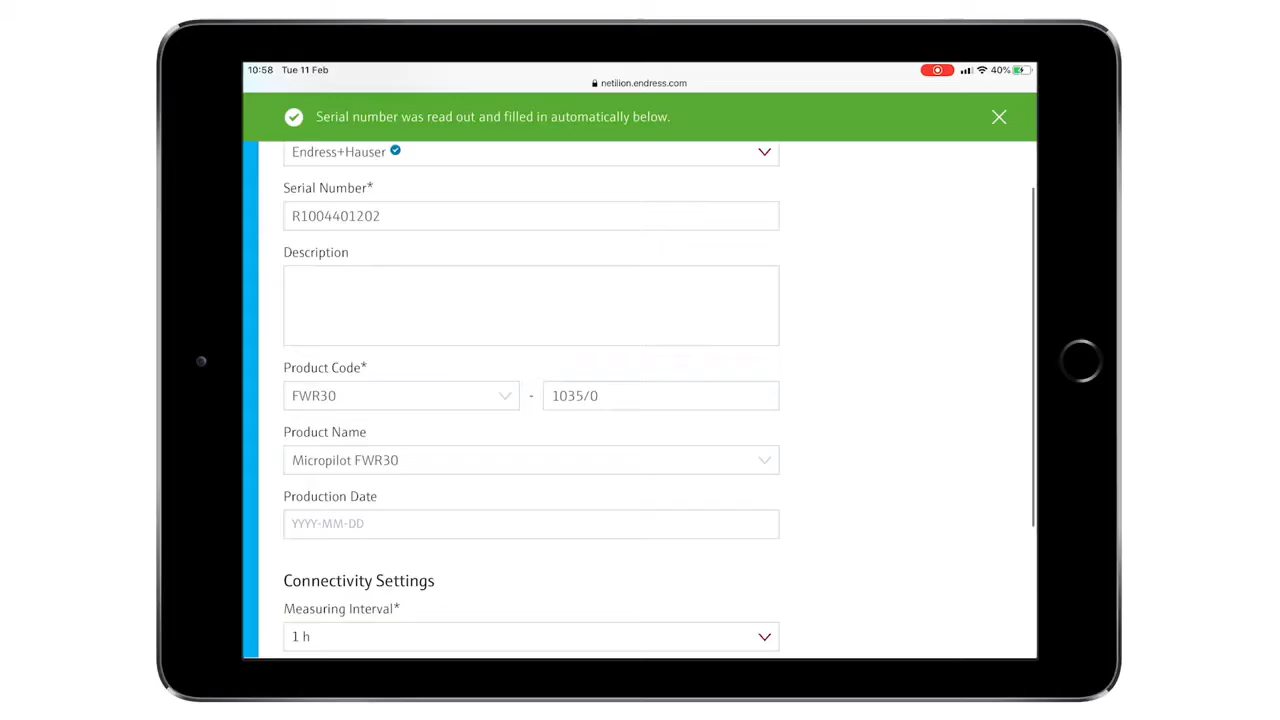 10:58 Tue 11 Feb 40%
netilion.endress.com
Serial number was read out and filled in automatically below.
Endress+Hauser
Serial Number*
R1004401202
Description
Product Code*
FWR30 - 1035/0
Product Name
Micropilot FWR30
Production Date
YYYY-MM-DD
Connectivity Settings
Measuring Interval*
1 h